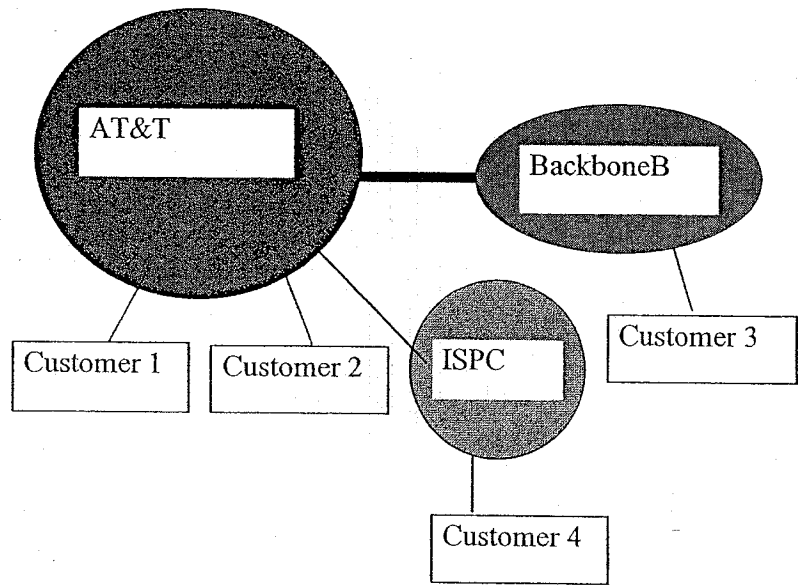 AT&T
BackboneB
Customer 1
Customer 2
ISPC
Customer 3
Customer 4